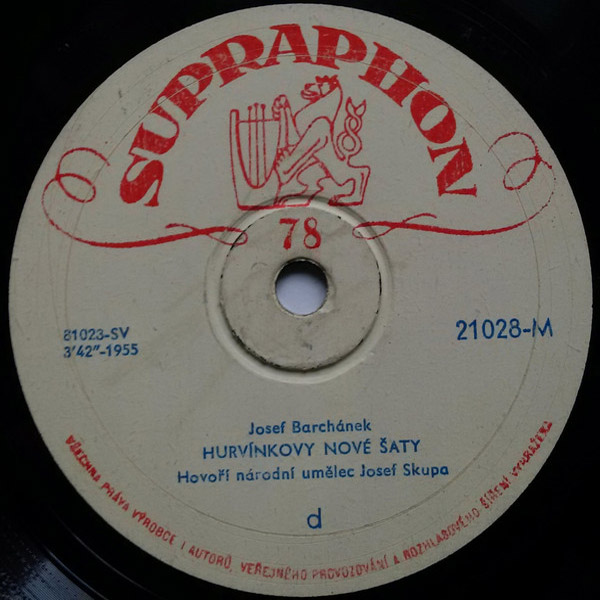 SUPRAPHON
78
81023-SV
3'42"-1955
21028-M
Josef Barchánek
HURVÍNKOVY NOVÉ ŠATY
Hovoří národní umělec Josef Skupa
d
VŠECHNA PRÁVA VÝROBCE I AUTORŮ, VEŘEJNÉHO PROVOZOVÁNÍ A ROZHLASOVÉHO ŠÍŘENÍ VYHRAŽENA